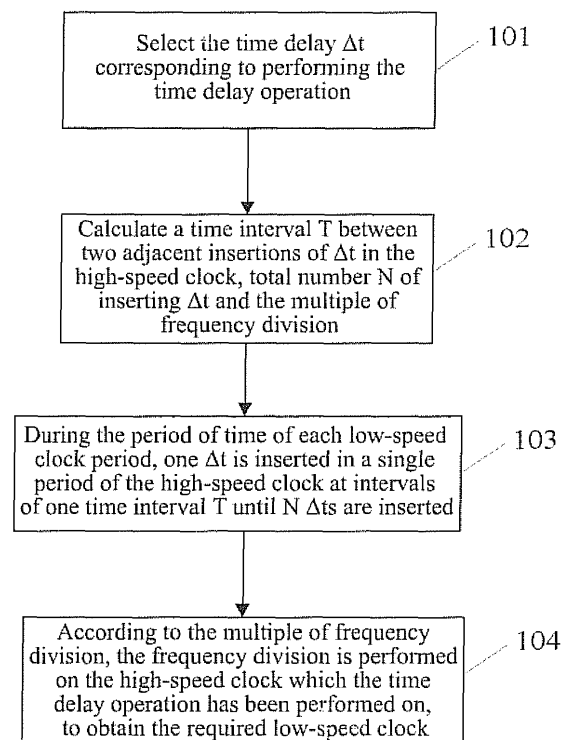 Select the time delay Δt
corresponding to performing the
time delay operation
101
Calculate a time interval T between
two adjacent insertions of Δt in the
high-speed clock, total number N of
inserting Δt and the multiple of
frequency division
102
During the period of time of each low-speed
clock period, one Δt is inserted in a single
period of the high-speed clock at intervals
of one time interval T until N Δts are inserted
103
According to the multiple of frequency
division, the frequency division is performed
on the high-speed clock which the time
delay operation has been performed on,
to obtain the required low-speed clock
104